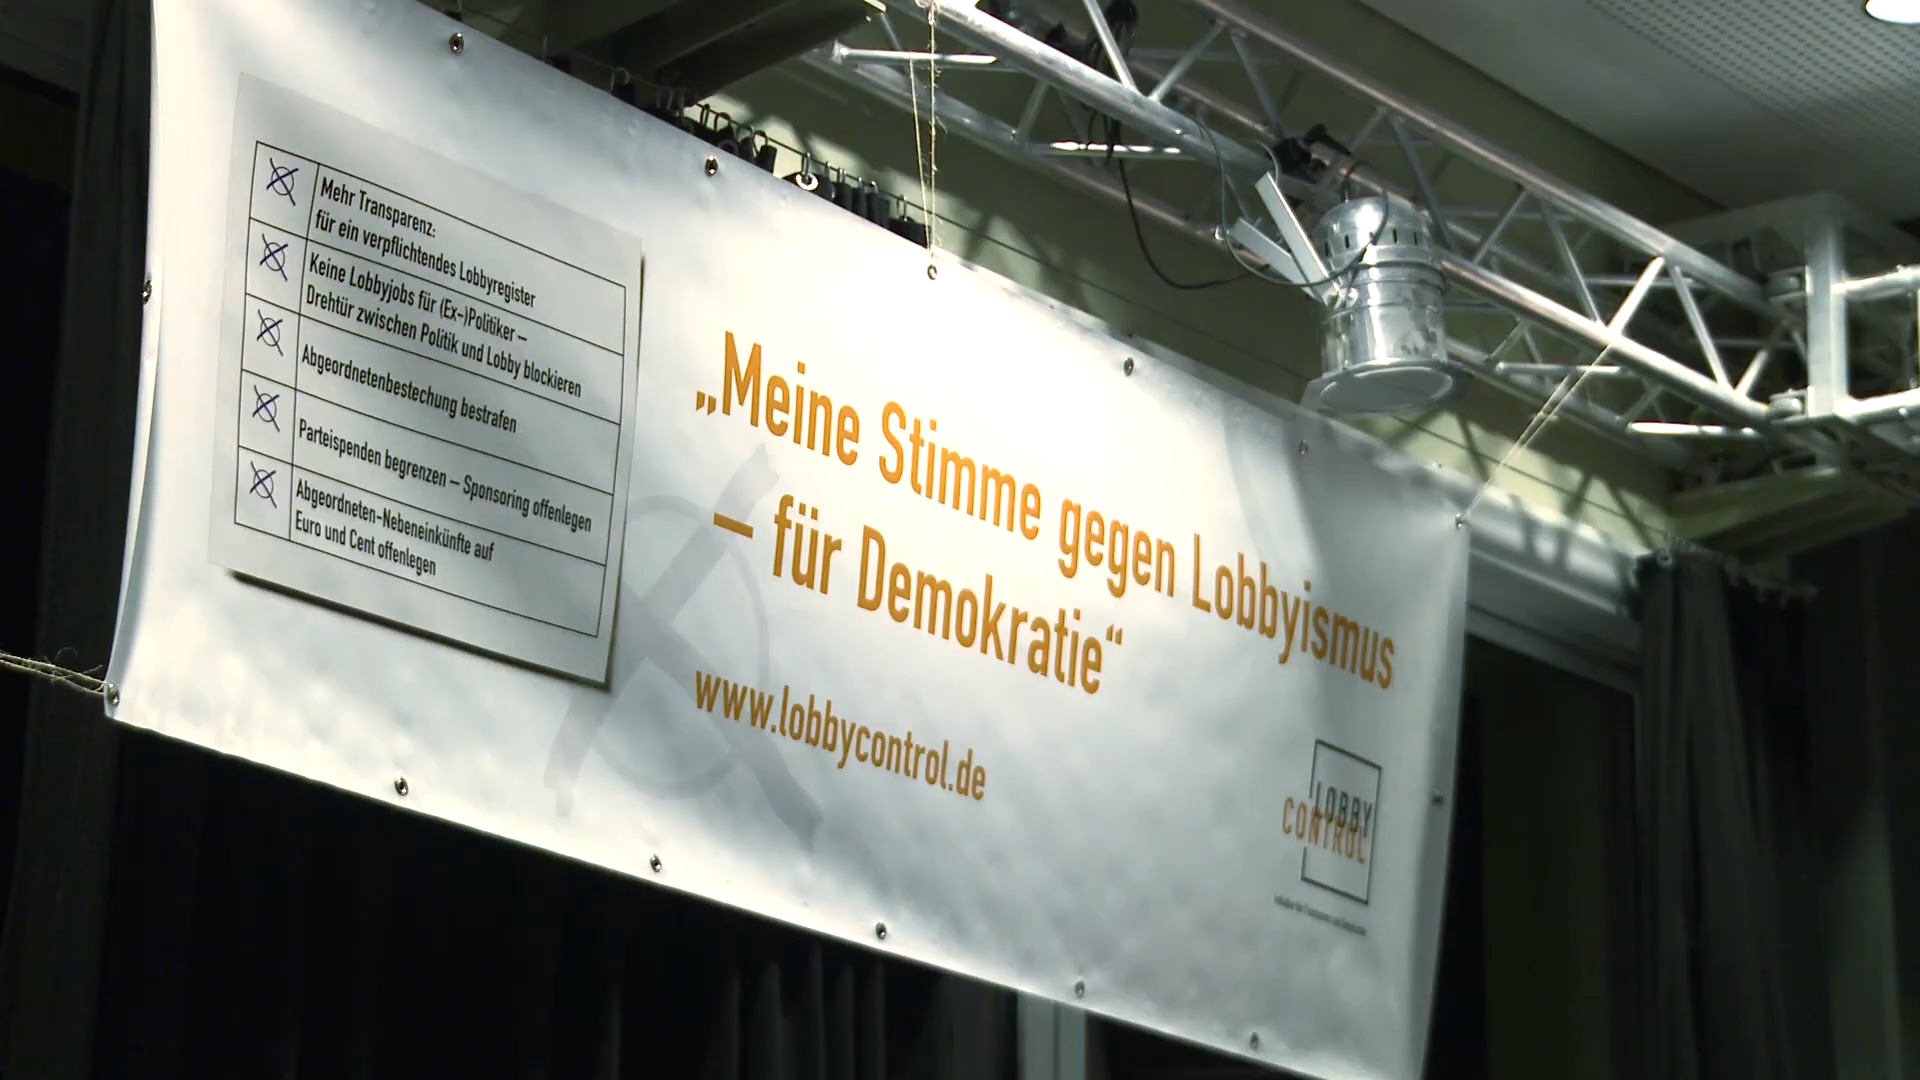 Mehr Transparenz:
für ein verpflichtendes Lobbyregister
Keine Lobbyjobs für (Ex-)Politiker –
Drehtür zwischen Politik und Lobby blockieren
Abgeordnetenbestechung bestrafen
Parteispenden begrenzen – Sponsoring offenlegen
Abgeordneten-Nebeneinkünfte auf
Euro und Cent offenlegen
„Meine Stimme gegen Lobbyismus
– für Demokratie“
www.lobbycontrol.de
LOBBY
CONTROL